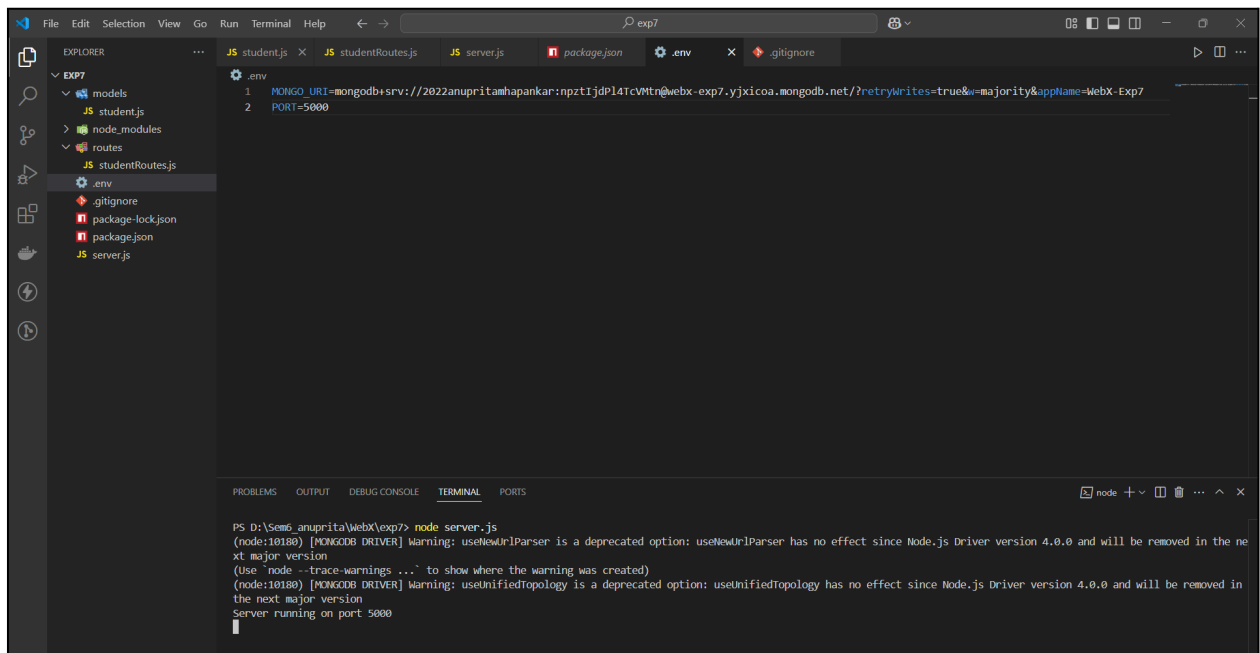 File Edit Selection View Go Run Terminal Help
exp7
EXPLORER
EXP7
models
JS student.js
node_modules
routes
JS studentRoutes.js
.env
.gitignore
package-lock.json
package.json
JS server.js
JS student.js JS studentRoutes.js JS server.js package.json .env .gitignore
.env
1 MONGO_URI=mongodb+srv://2022anupritamhapankar:npztIjdPl4TcVMtn@webx-exp7.yjxicoa.mongodb.net/?retryWrites=true&w=majority&appName=WebX-Exp7
2 PORT=5000
PROBLEMS OUTPUT DEBUG CONSOLE TERMINAL PORTS
node
PS D:\Sem6_anuprita\WebX\exp7> node server.js
(node:10180) [MONGODB DRIVER] Warning: useNewUrlParser is a deprecated option: useNewUrlParser has no effect since Node.js Driver version 4.0.0 and will be removed in the ne
xt major version
(Use `node --trace-warnings ...` to show where the warning was created)
(node:10180) [MONGODB DRIVER] Warning: useUnifiedTopology is a deprecated option: useUnifiedTopology has no effect since Node.js Driver version 4.0.0 and will be removed in
the next major version
Server running on port 5000